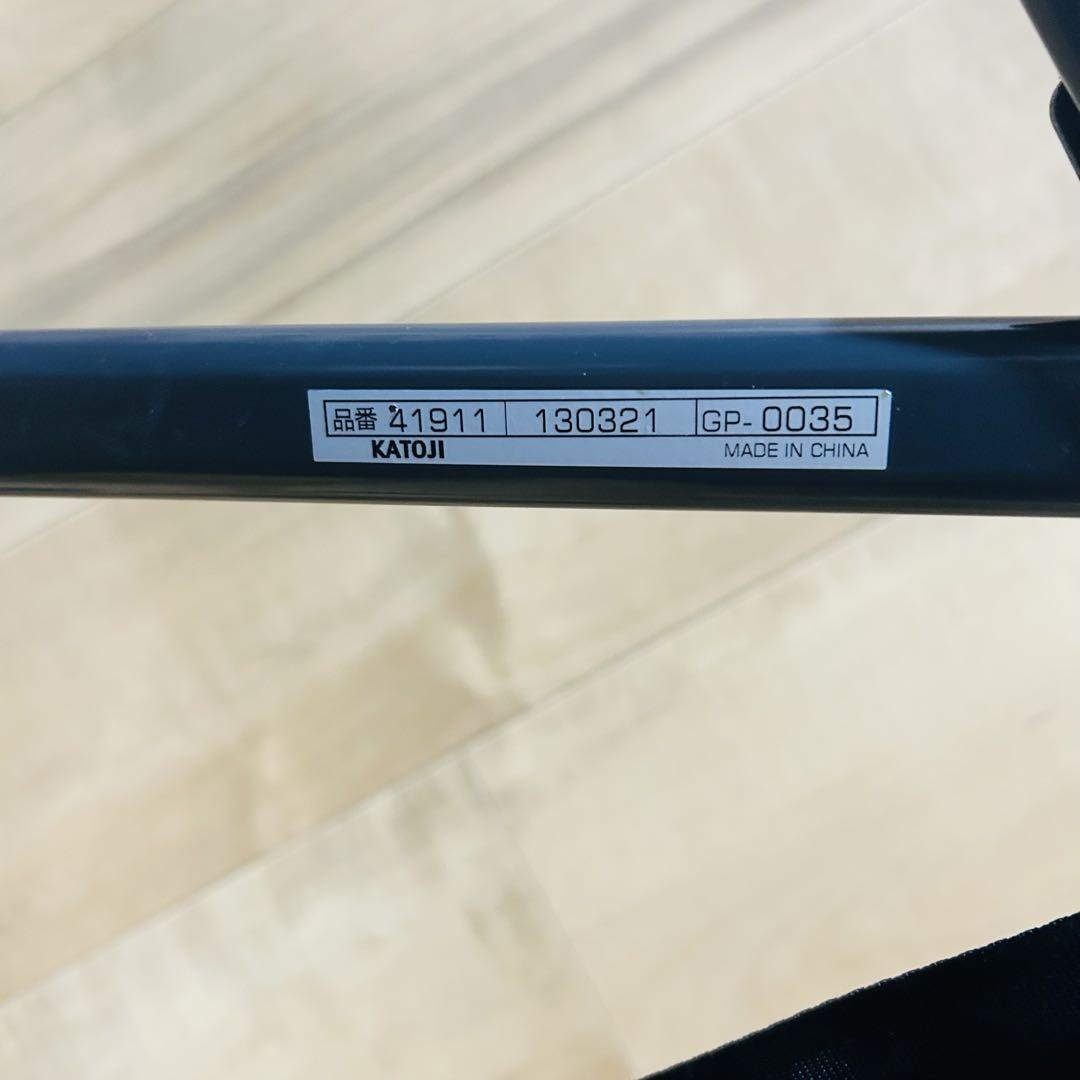 品番 41911 130321 GP-0035
KATOJI MADE IN CHINA